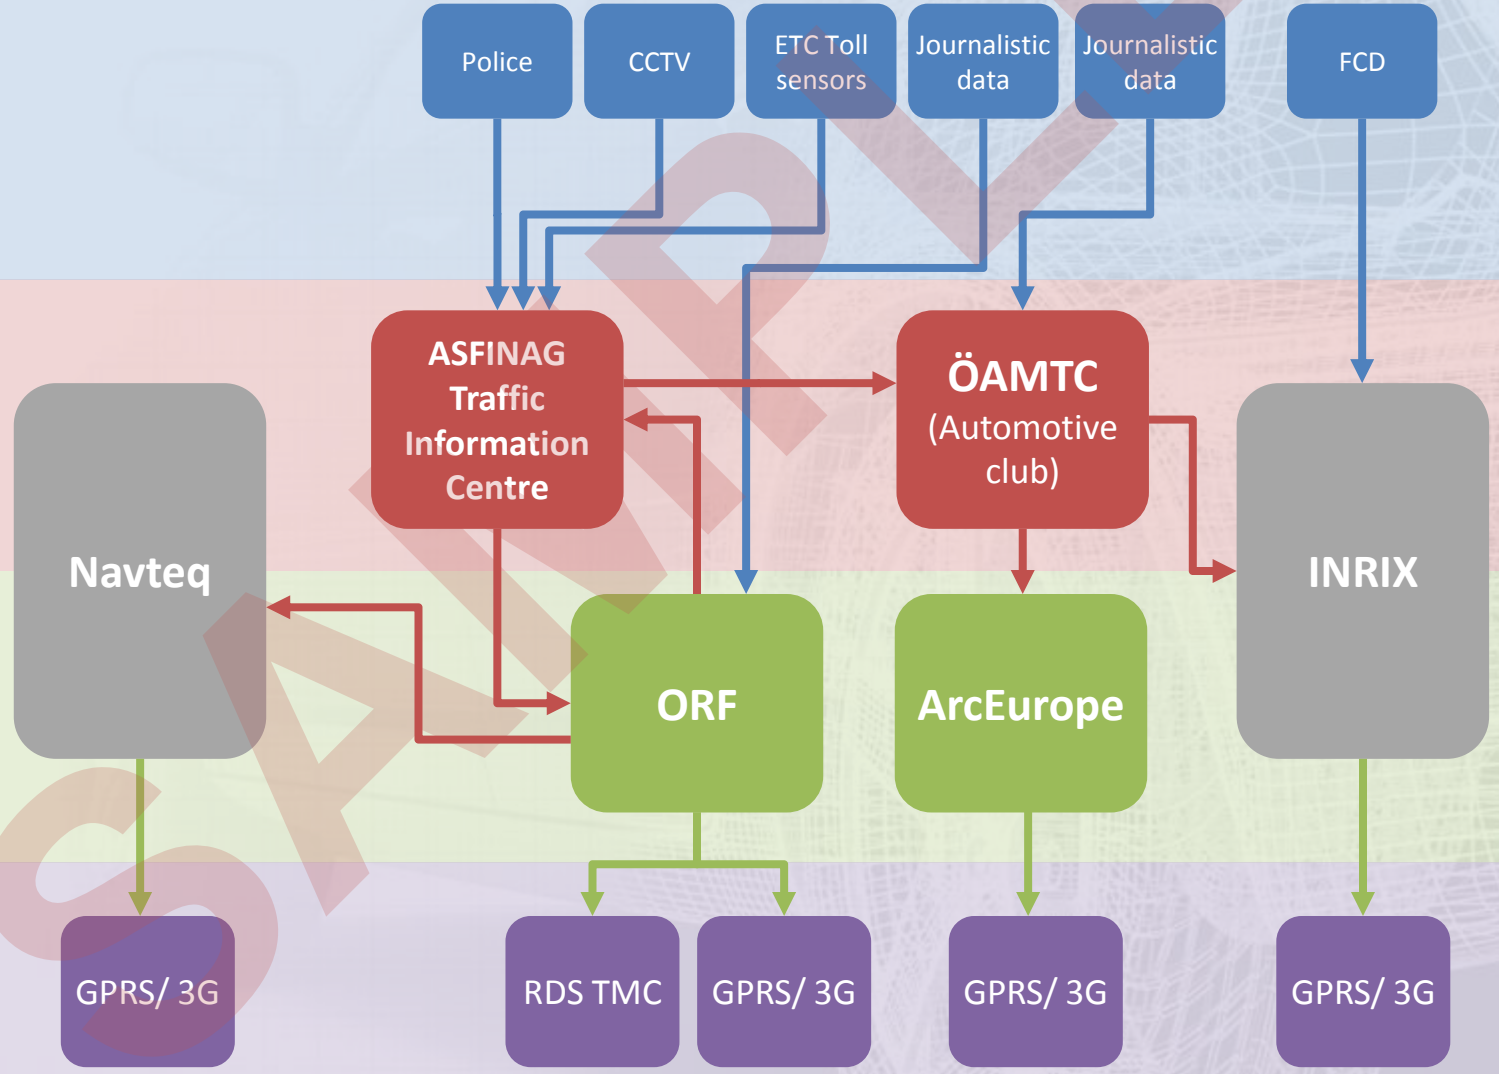 Police
CCTV
ETC Toll
sensors
Journalistic
data
Journalistic
data
FCD
ASFINAG
Traffic
Information
Centre
ÖAMTC
(Automotive
club)
Navteq
INRIX
ORF
ArcEurope
GPRS/ 3G
RDS TMC
GPRS/ 3G
GPRS/ 3G
GPRS/ 3G
SAMPL